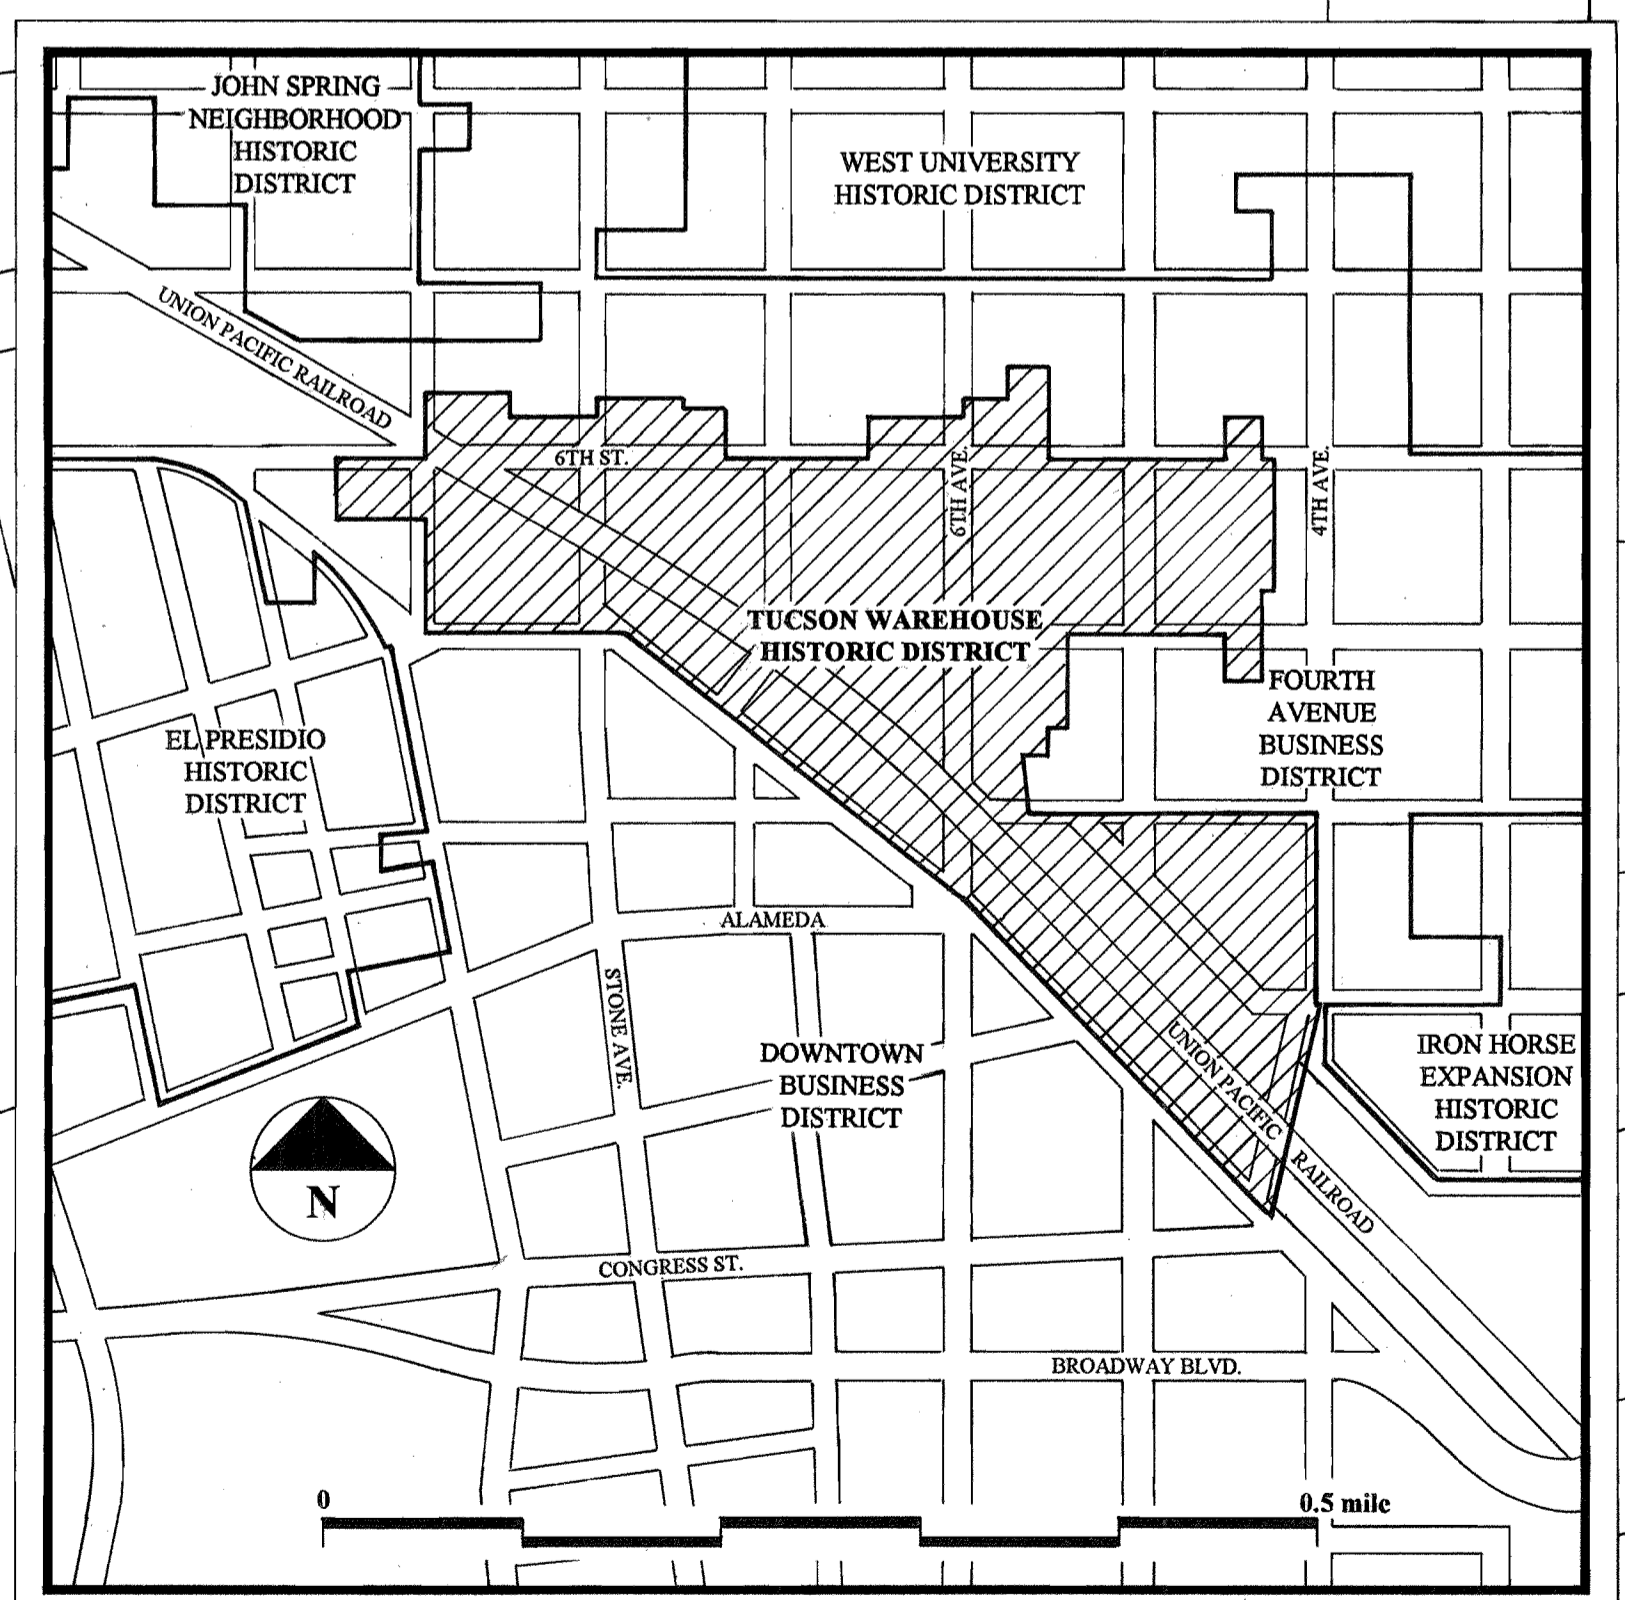 JOHN SPRING
NEIGHBORHOOD
HISTORIC
DISTRICT
WEST UNIVERSITY
HISTORIC DISTRICT
UNION PACIFIC RAILROAD
6TH ST.
6TH AVE.
4TH AVE.
TUCSON WAREHOUSE
HISTORIC DISTRICT
FOURTH
AVENUE
BUSINESS
DISTRICT
EL PRESIDIO
HISTORIC
DISTRICT
ALAMEDA
STONE AVE.
DOWNTOWN
BUSINESS
DISTRICT
UNION PACIFIC RAILROAD
IRON HORSE
EXPANSION
HISTORIC
DISTRICT
N
CONGRESS ST.
BROADWAY BLVD.
0
0.5 mile